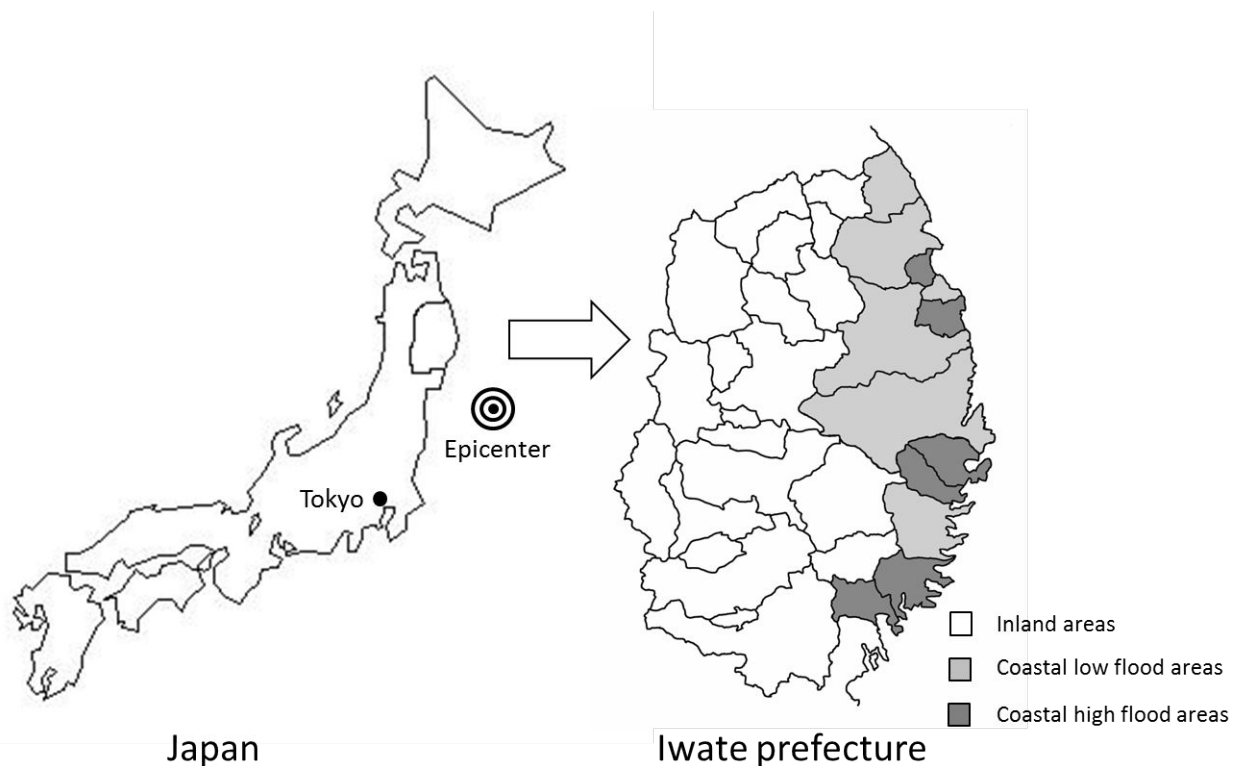 Epicenter
Tokyo
Inland areas
Coastal low flood areas
Coastal high flood areas
Japan
Iwate prefecture